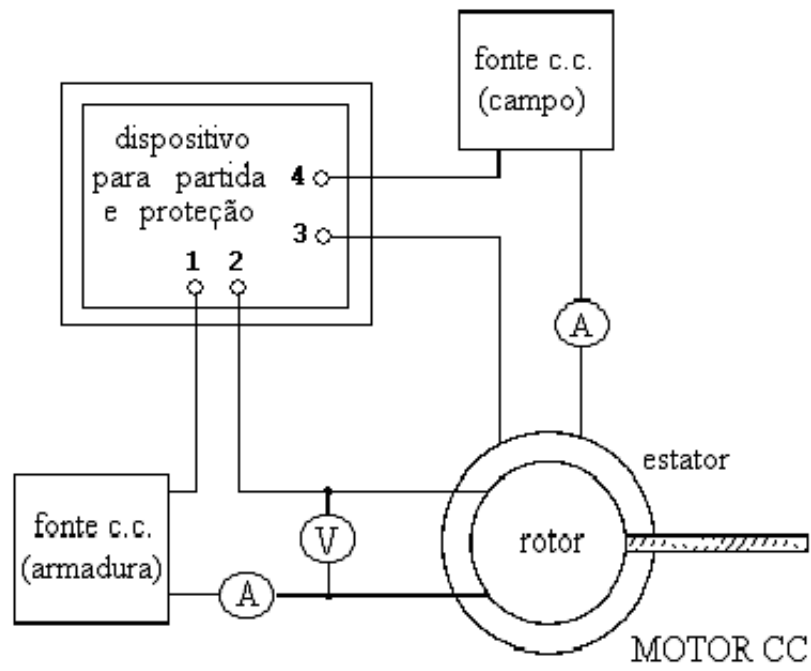 fonte c.c.
(campo)
dispositivo
para partida
e proteção
4
3
1 2
A
estator
fonte c.c.
(armadura)
V
rotor
A
MOTOR CC